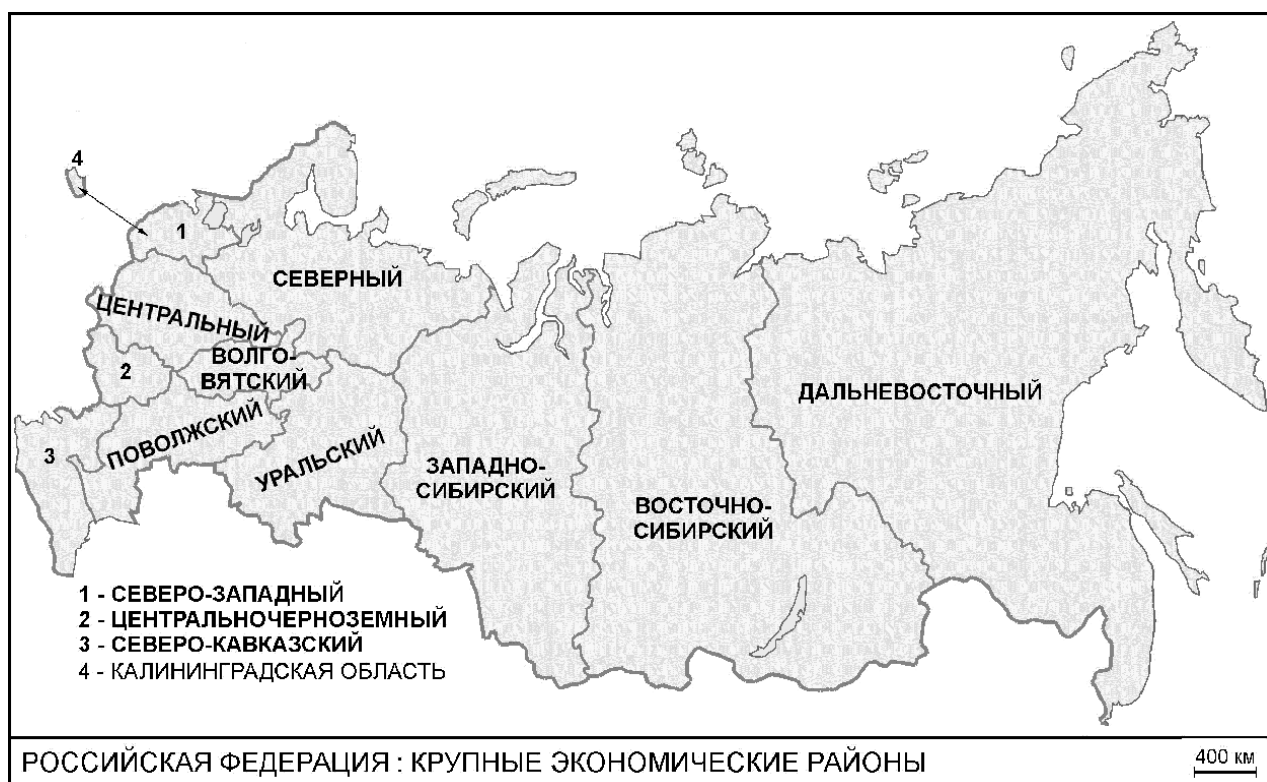 4
1
СЕВЕРНЫЙ
ЦЕНТРАЛЬНЫЙ
ВОЛГО-
ВЯТСКИЙ
2
ДАЛЬНЕВОСТОЧНЫЙ
ПОВОЛЖСКИЙ
3
УРАЛЬСКИЙ
ЗАПАДНО-
СИБИРСКИЙ
ВОСТОЧНО-
СИБИРСКИЙ
1 - СЕВЕРО-ЗАПАДНЫЙ
2 - ЦЕНТРАЛЬНОЧЕРНОЗЕМНЫЙ
3 - СЕВЕРО-КАВКАЗСКИЙ
4 - КАЛИНИНГРАДСКАЯ ОБЛАСТЬ
РОССИЙСКАЯ ФЕДЕРАЦИЯ : КРУПНЫЕ ЭКОНОМИЧЕСКИЕ РАЙОНЫ
400 км